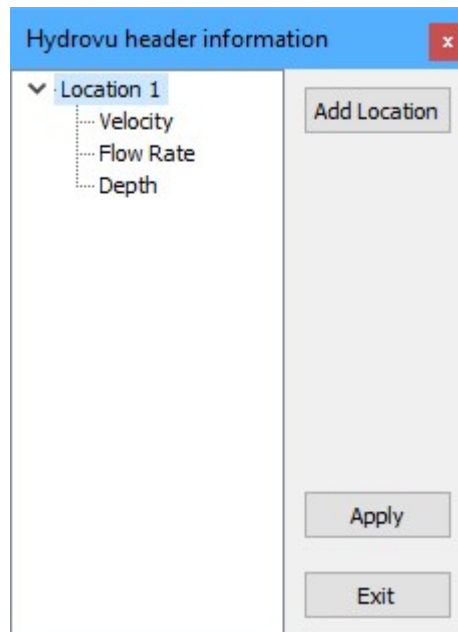 Hydrovu header information
x
Location 1
Velocity
Flow Rate
Depth
Add Location
Apply
Exit